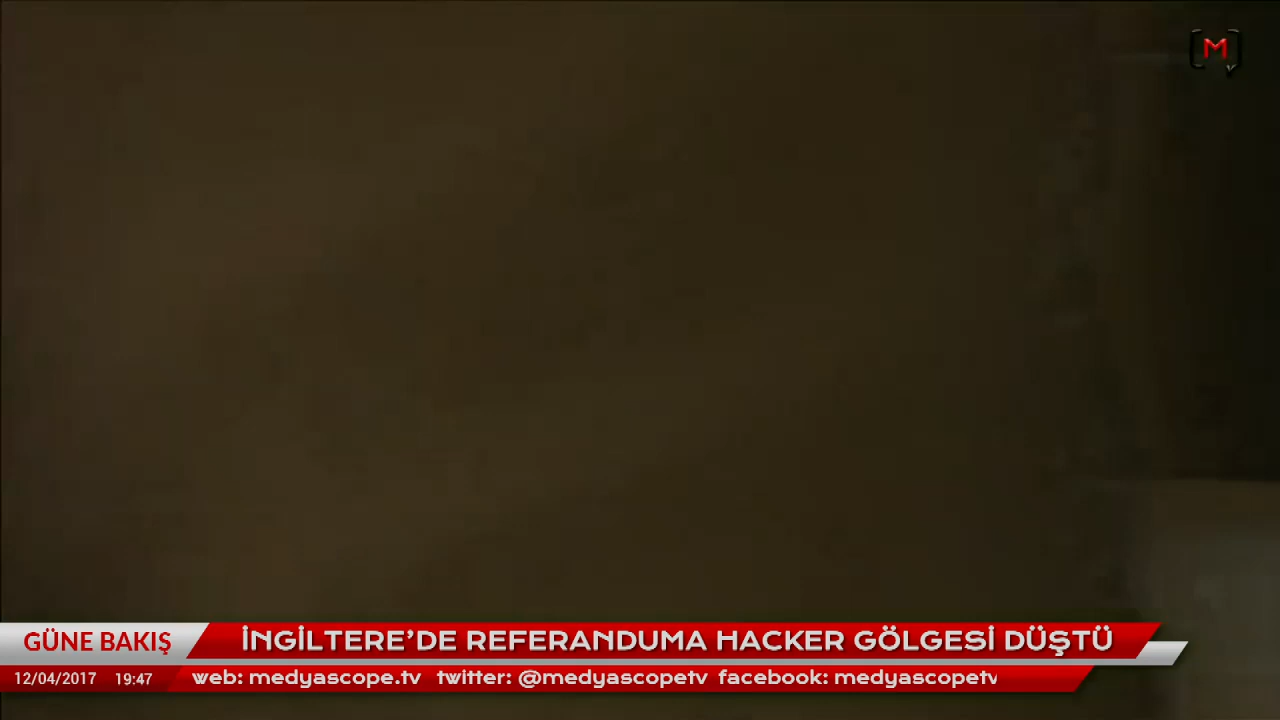 M
GÜNE BAKIŞ
İNGİLTERE'DE REFERANDUMA HACKER GÖLGESİ DÜŞTÜ
12/04/2017 19:47
web: medyascope.tv twitter: @medyascopetv facebook: medyascopetv